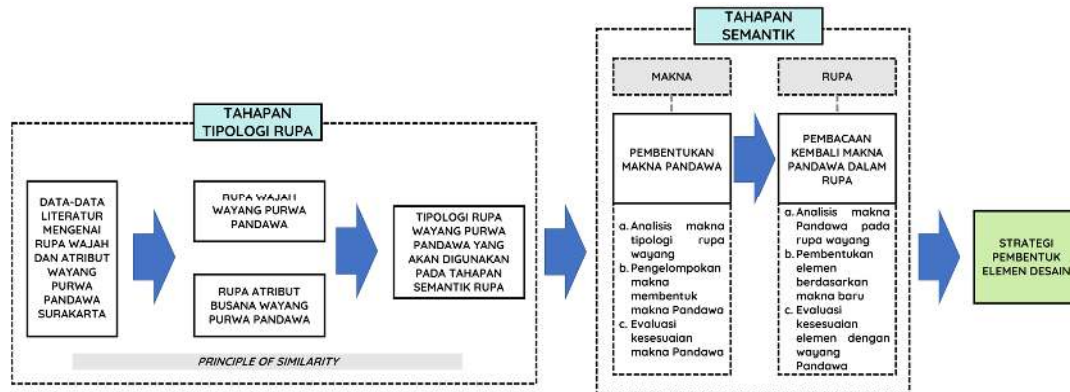 TAHAPAN
TIPOLOGI RUPA
DATA-DATA
LITERATUR
MENGENAI
RUPA WAJAH
DAN ATRIBUT
WAYANG
PURWA
PANDAWA
SURAKARTA
RUPA WAJAH
WAYANG PURWA
PANDAWA
RUPA ATRIBUT
BUSANA WAYANG
PURWA PANDAWA
TIPOLOGI RUPA
WAYANG PURWA
PANDAWA YANG
AKAN DIGUNAKAN
PADA TAHAPAN
SEMANTIK RUPA
PRINCIPLE OF SIMILARITY
TAHAPAN
SEMANTIK
MAKNA
PEMBENTUKAN
MAKNA PANDAWA
a. Analisis makna
tipologi rupa
wayang
b. Pengelompokan
makna
membentuk
makna Pandawa
c. Evaluasi
kesesuaian
makna Pandawa
RUPA
PEMBACAAN
KEMBALI MAKNA
PANDAWA DALAM
RUPA
a. Analisis makna
Pandawa pada
rupa wayang
b. Pembentukan
elemen
berdasarkan
makna baru
c. Evaluasi
kesesuaian
elemen dengan
wayang
Pandawa
STRATEGI
PEMBENTUK
ELEMEN DESAIN